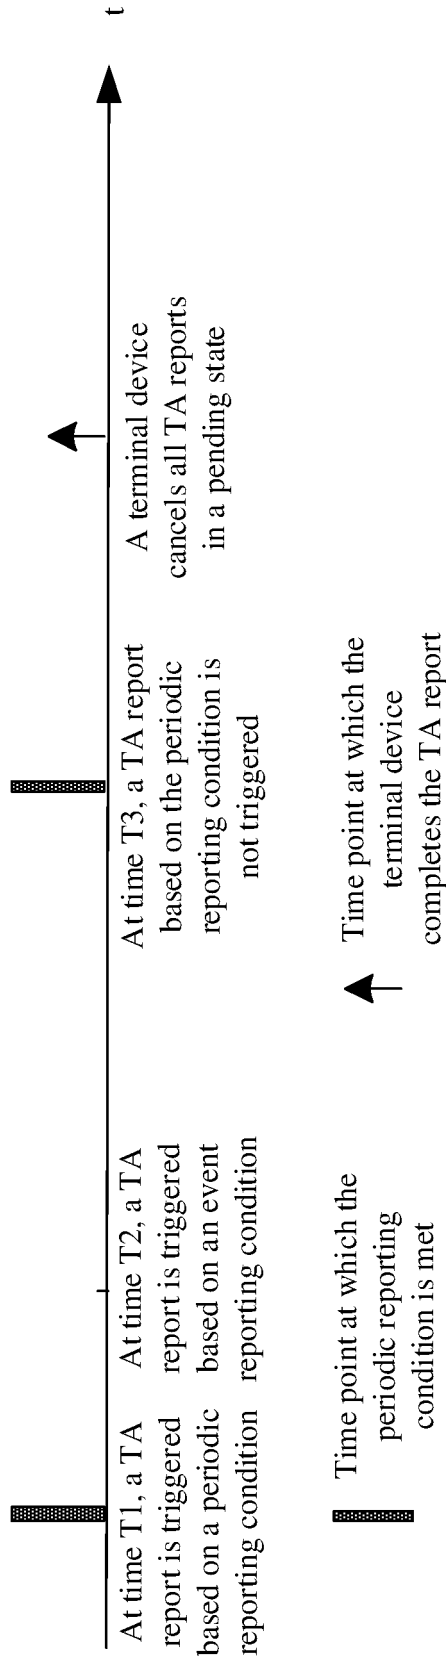 t
At time T1, a TA
report is triggered
based on a periodic
reporting condition
At time T2, a TA
report is triggered
based on an event
reporting condition
At time T3, a TA report
based on the periodic
reporting condition is
not triggered
A terminal device
cancels all TA reports
in a pending state
Time point at which the
periodic reporting
condition is met
Time point at which the
terminal device
completes the TA report